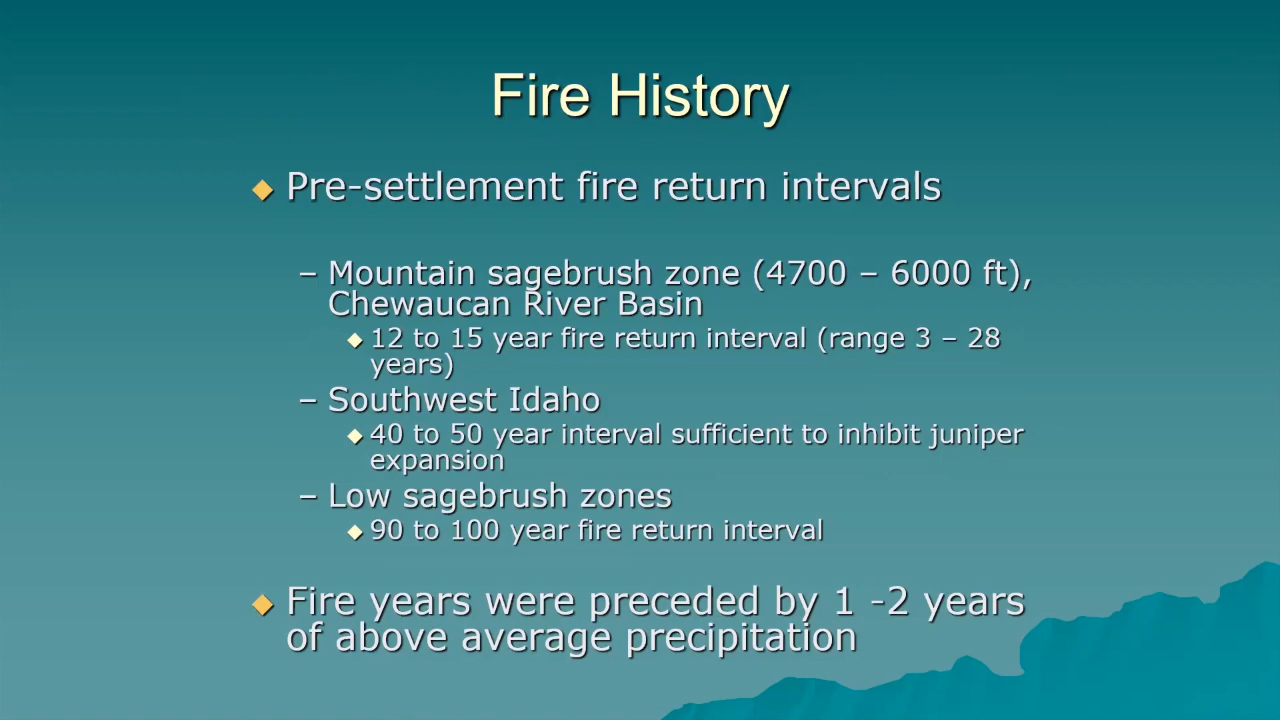 Fire History
Pre-settlement fire return intervals
– Mountain sagebrush zone (4700 – 6000 ft),
Chewaucan River Basin
12 to 15 year fire return interval (range 3 – 28
years)
– Southwest Idaho
40 to 50 year interval sufficient to inhibit juniper
expansion
– Low sagebrush zones
90 to 100 year fire return interval
Fire years were preceded by 1 -2 years
of above average precipitation